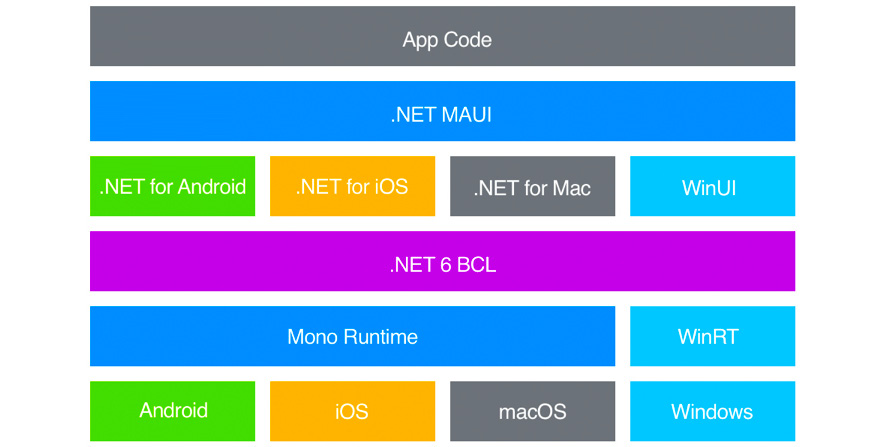 App Code
.NET MAUI
.NET for Android
.NET for iOS
.NET for Mac
WinUI
.NET 6 BCL
Mono Runtime
WinRT
Android
iOS
macOS
Windows